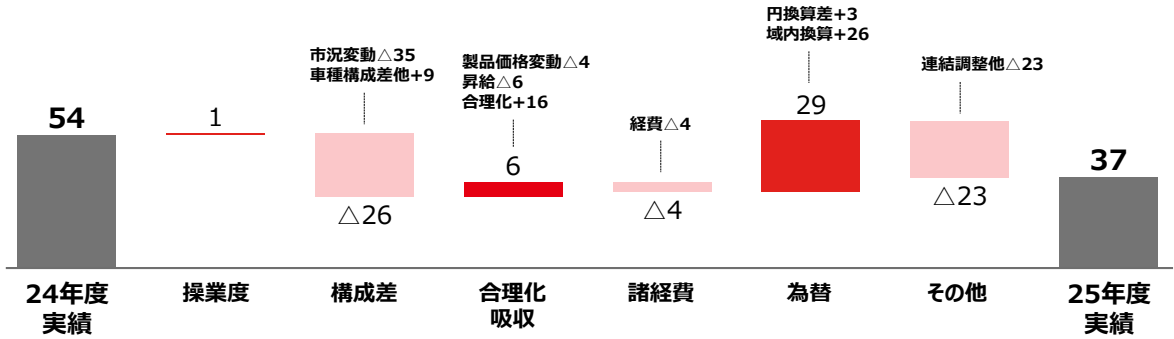 円換算差+3
域内換算+26
市況変動△35
車種構成差他+9
製品価格変動△4
昇給△6
合理化+16
連結調整他△23
経費△4
54
1
△26
6
△4
29
△23
37
24年度
実績
操業度
構成差
合理化
吸収
諸経費
為替
その他
25年度
実績